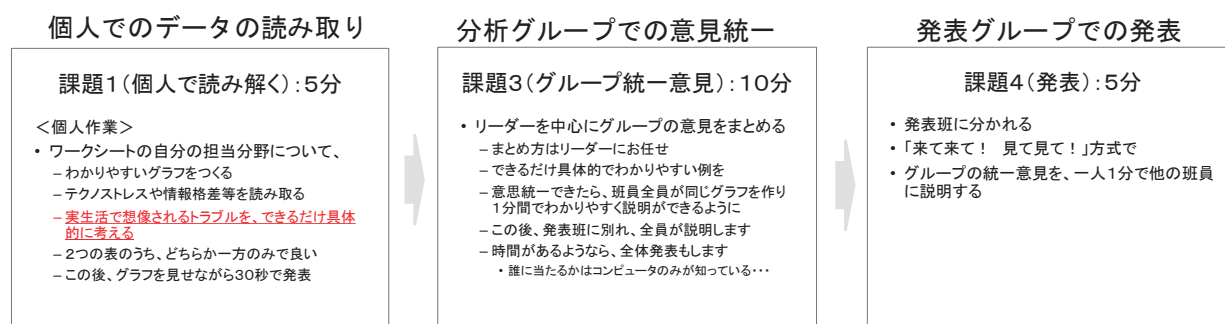 個人でのデータの読み取り
課題1（個人で読み解く）：5分
＜個人作業＞
• ワークシートの自分の担当分野について、
– わかりやすいグラフをつくる
– テクノストレスや情報格差等を読み取る
– 実生活で想像されるトラブルを、できるだけ具体
的に考える
– 2つの表のうち、どちらか一方のみで良い
– この後、グラフを見せながら30秒で発表
分析グループでの意見統一
課題3（グループ統一意見）：10分
• リーダーを中心にグループの意見をまとめる
– まとめ方はリーダーにお任せ
– できるだけ具体的でわかりやすい例を
– 意思統一できたら、班員全員が同じグラフを作り
1分間でわかりやすく説明ができるように
– この後、発表班に別れ、全員が説明します
– 時間があるようなら、全体発表もします
• 誰に当たるかはコンピュータのみが知っている・・・
発表グループでの発表
課題4（発表）：5分
• 発表班に分かれる
• 「来て来て！ 見て見て！」方式で
• グループの統一意見を、一人1分で他の班員
に説明する